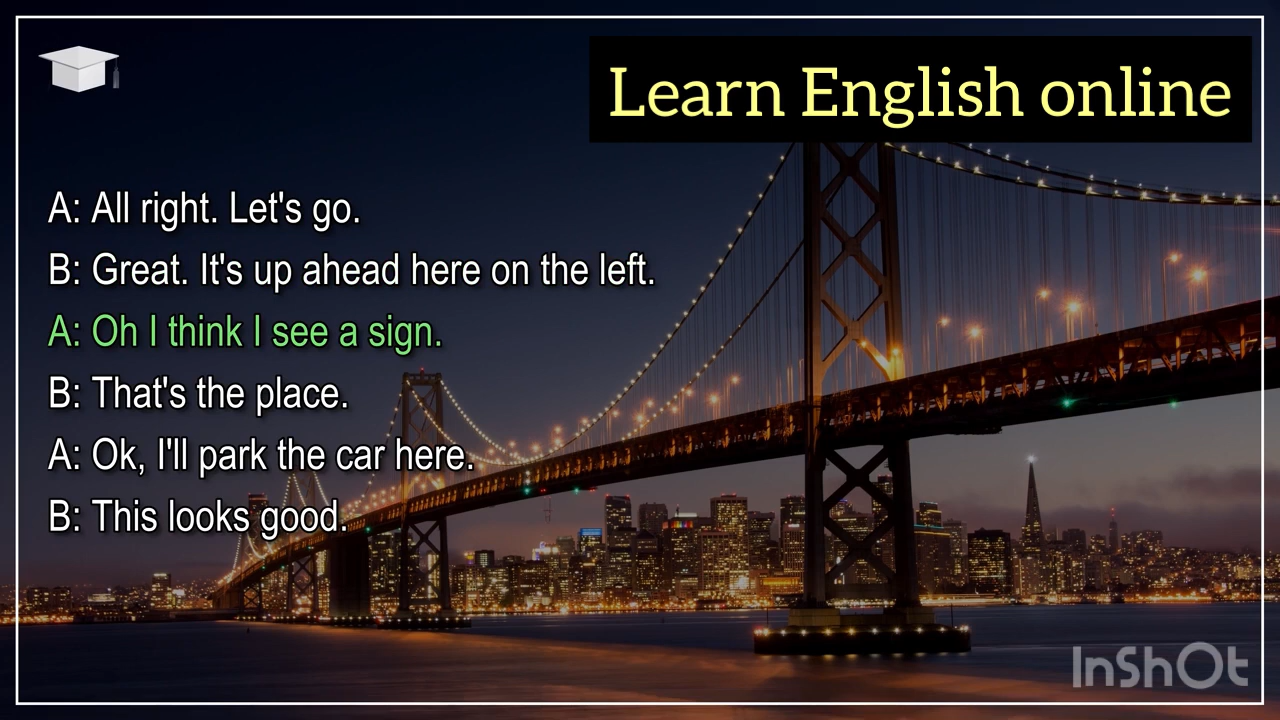 Learn English online
A: All right. Let's go.
B: Great. It's up ahead here on the left.
A: Oh I think I see a sign.
B: That's the place.
A: Ok, I'll park the car here.
B: This looks good.
InShOt